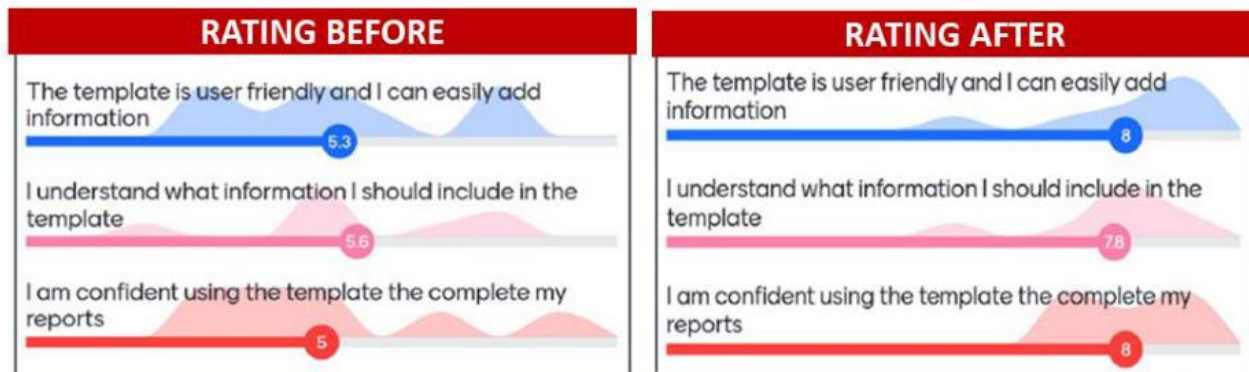 RATING BEFORE
The template is user friendly and I can easily add
information
5.3
I understand what information I should include in the
template
5.6
I am confident using the template the complete my
reports
5
RATING AFTER
The template is user friendly and I can easily add
information
8
I understand what information I should include in the
template
7.8
I am confident using the template the complete my
reports
8